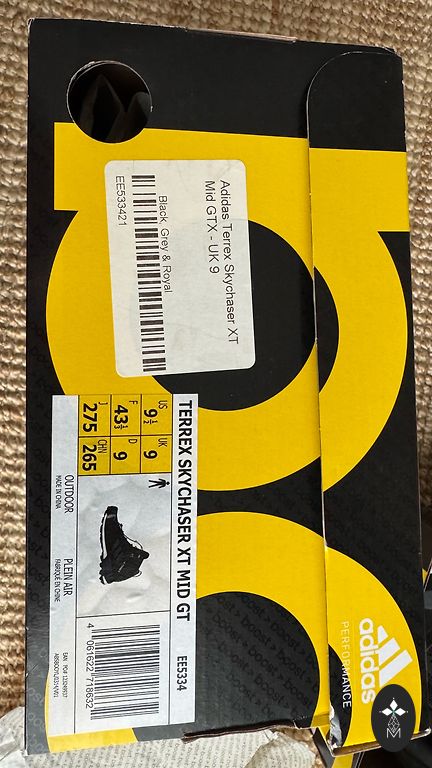 Adidas Terrex Skychaser XT
Mid GTX - UK 9
Black, Grey & Royal
EE533421
TERREX SKYCHASER XT MID GT
EE5334
US
9½
UK
9
F
43⅓
D
9
J
275
CHN
265
OUTDOOR
PLEIN AIR
MADE IN CHINA
FABRIQUÉ EN CHINE
4 061622 718632
adidas
PERFORMANCE
M